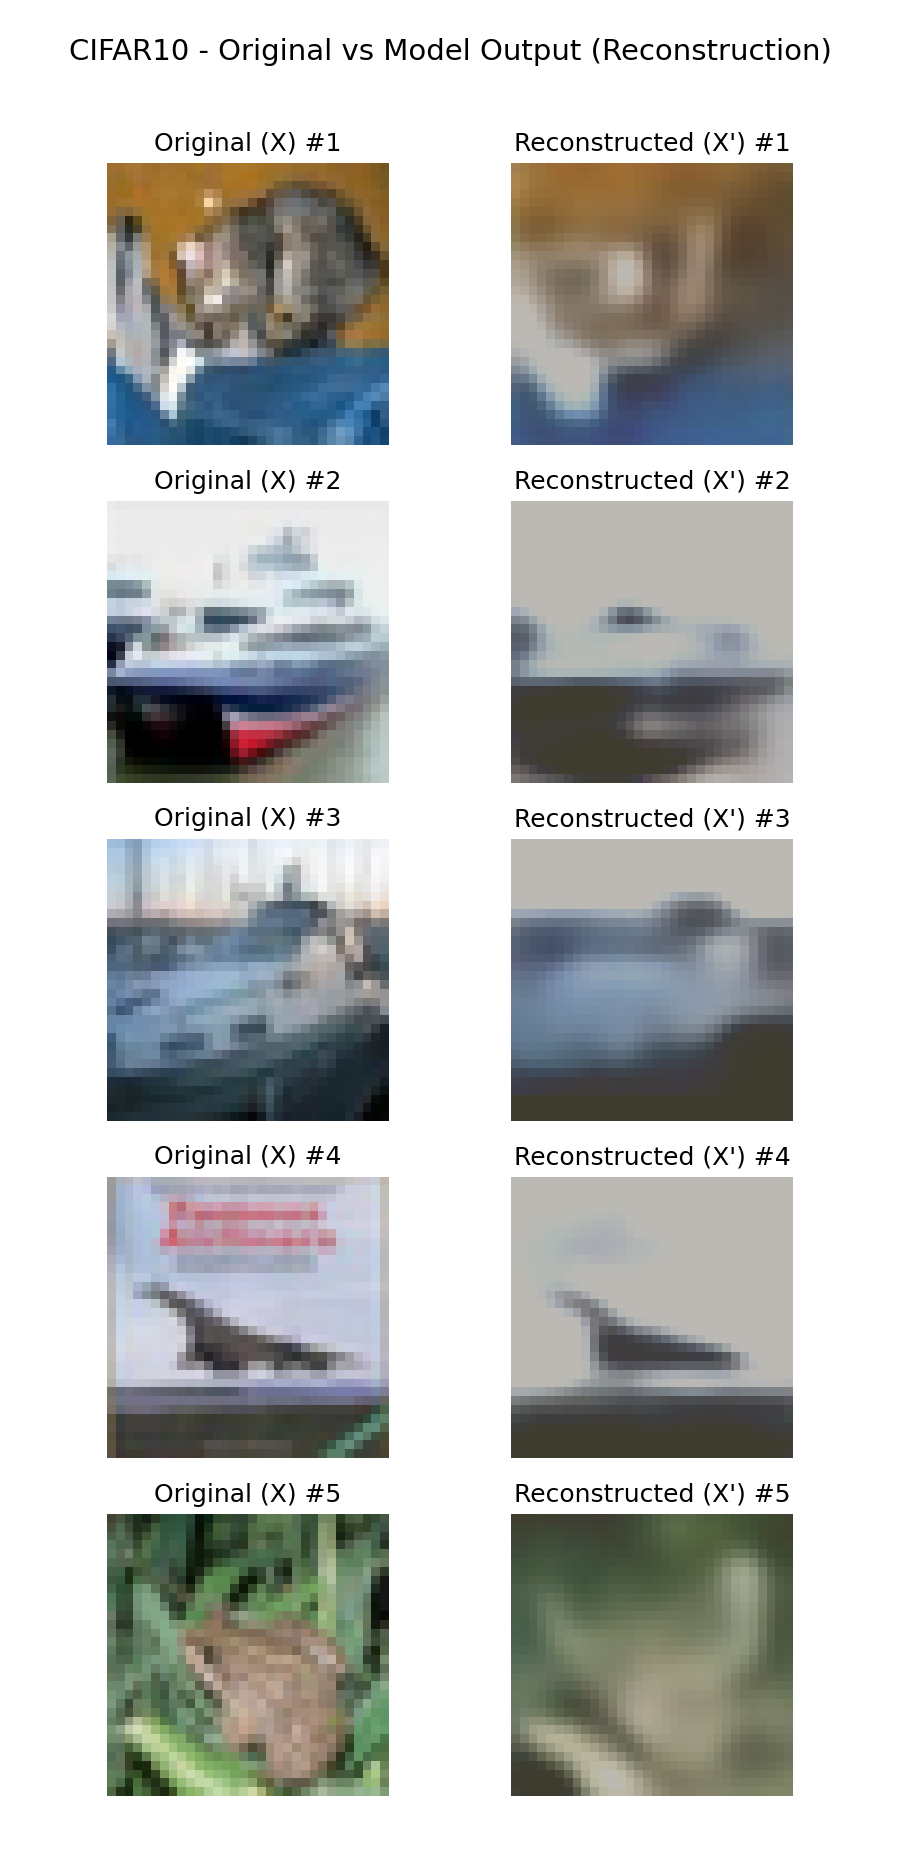 CIFAR10 - Original vs Model Output (Reconstruction)
Original (X) #1
Reconstructed (X') #1
Original (X) #2
Reconstructed (X') #2
Original (X) #3
Reconstructed (X') #3
Original (X) #4
Reconstructed (X') #4
Original (X) #5
Reconstructed (X') #5